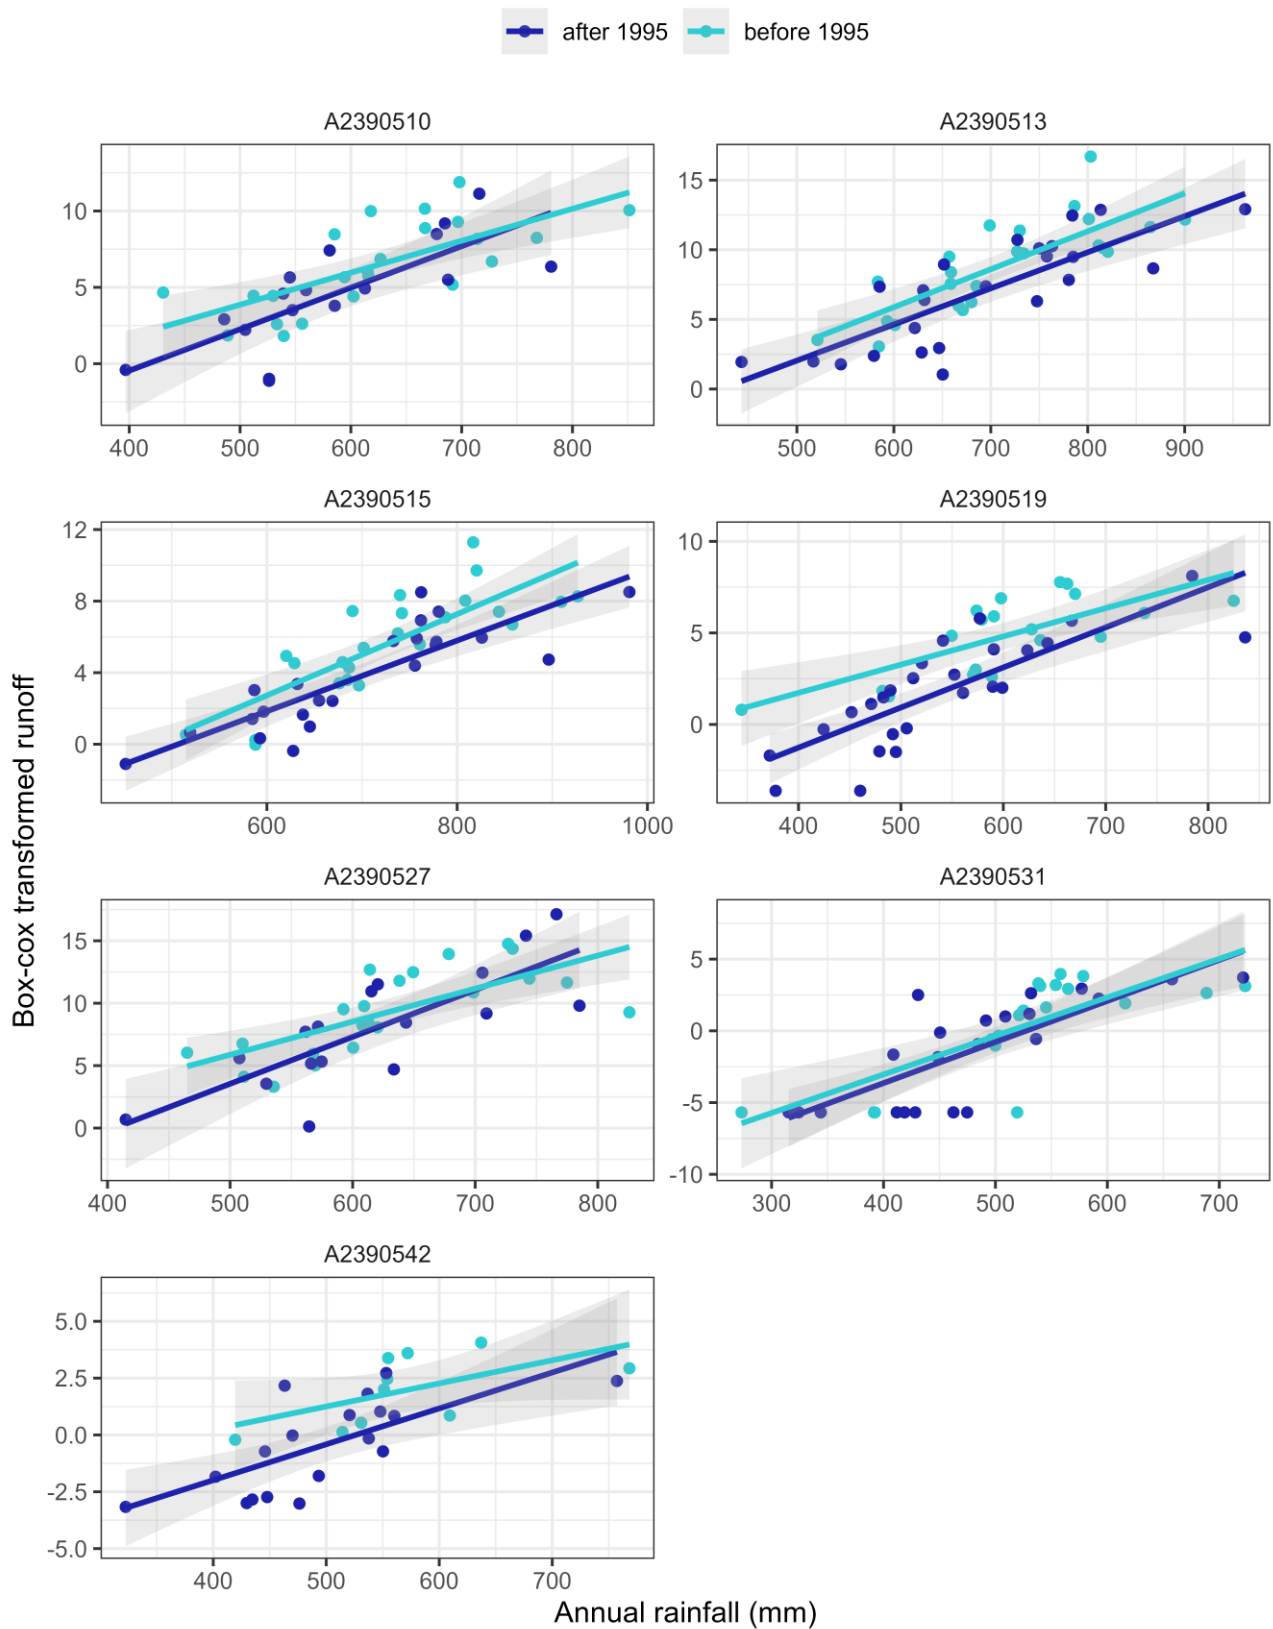 after 1995 before 1995
A2390510 A2390513
10
5
0
400 500 600 700 800
15
10
5
0
500 600 700 800 900
A2390515 A2390519
12
8
4
0
600 800 1000
10
5
0
400 500 600 700 800
Box-cox transformed runoff
A2390527 A2390531
15
10
5
0
400 500 600 700 800
5
0
-5
-10
300 400 500 600 700
A2390542
5.0
2.5
0.0
-2.5
-5.0
400 500 600 700
Annual rainfall (mm)